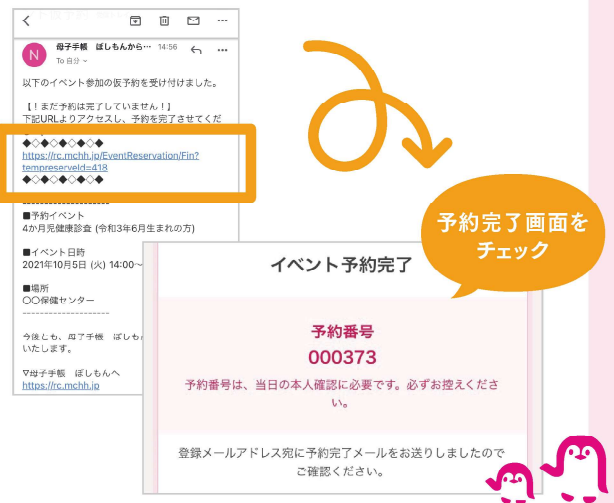 母子手帳　ぼしもんから… 14:56
N
To 自分
以下のイベント参加の仮予約を受け付けました。
【！まだ予約は完了していません！】
下記URLよりアクセスし、予約を完了させてくだ
◆◇◆◇◆◇◆◇◆
https://rc.mchh.jp/EventReservation/Fin?
tempreserveId=418
◆◇◆◇◆◇◆◇◆
--------------------
■予約イベント
4か月児健康診査 (令和3年6月生まれの方)
■イベント日時
2021年10月5日 (火) 14:00～
■場所
〇〇保健センター
--------------------
今後とも、母子手帳　ぼしも
いたします。
▽母子手帳　ぼしもんへ
https://rc.mchh.jp
予約完了画面を
チェック
イベント予約完了
予約番号
000373
予約番号は、当日の本人確認に必要です。必ずお控えくださ
い。
登録メールアドレス宛に予約完了メールをお送りしましたので
ご確認ください。